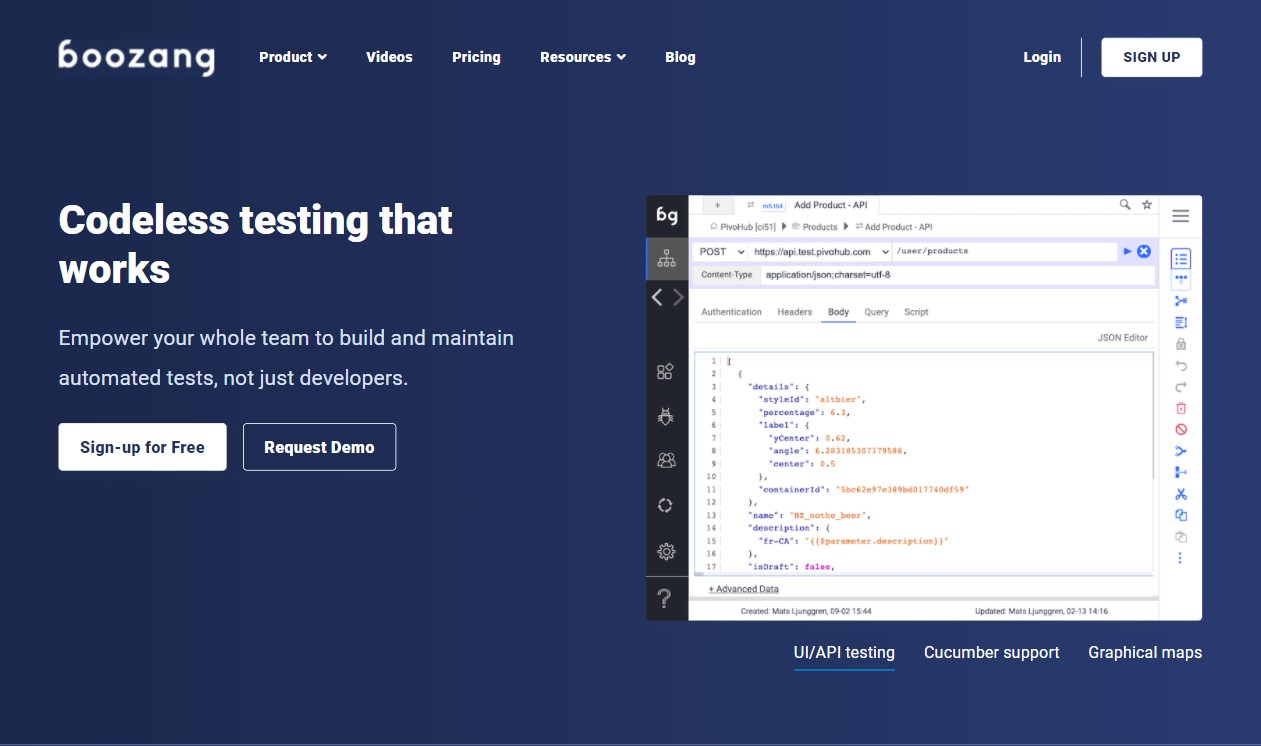 boozang
Product
Videos
Pricing
Resources
Blog
Login
SIGN UP
Codeless testing that
works
Empower your whole team to build and maintain
automated tests, not just developers.
Sign-up for Free
Request Demo
bg
+
m5.t64
Add Product - API
PivoHub [ci51]
Products
Add Product - API
POST
https://api.test.pivohub.com
/user/products
Content-Type
application/json;charset=utf-8
Authentication
Headers
Body
Query
Script
JSON Editor
1 [
2 {
3 "details": {
4 "styleId": "altbier",
5 "percentage": 6.3,
6 "label": {
7 "yCenter": 0.62,
8 "angle": 6.283185307179586,
9 "center": 0.5
10 },
11 "containerId": "5bc62e97e389bd017740df59"
12 },
13 "name": "BZ_nothe_beer",
14 "description": {
15 "fr-CA": "{{$parameter.description}}"
16 },
17 "isDraft": false,
+ Advanced Data
Created: Mats Ljunggren, 09-02 15:44
Updated: Mats Ljunggren, 02-13 14:16
UI/API testing
Cucumber support
Graphical maps